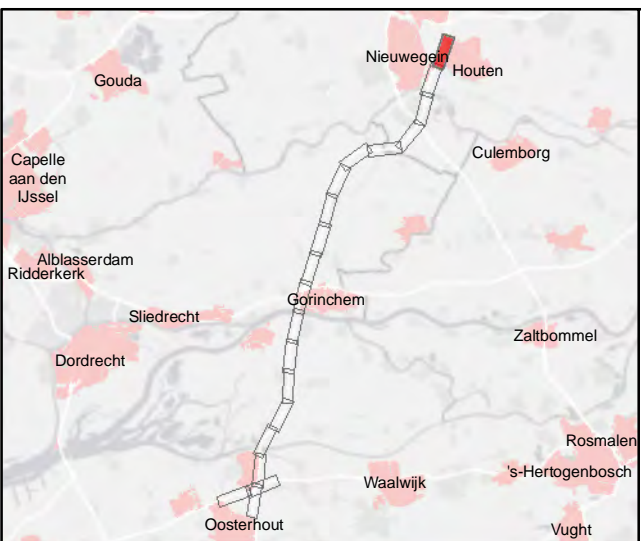 Nieuwegein
Houten
Gouda
Culemborg
Capelle
aan den
IJssel
Alblasserdam
Ridderkerk
Gorinchem
Sliedrecht
Zaltbommel
Dordrecht
Rosmalen
's-Hertogenbosch
Waalwijk
Oosterhout
Vught